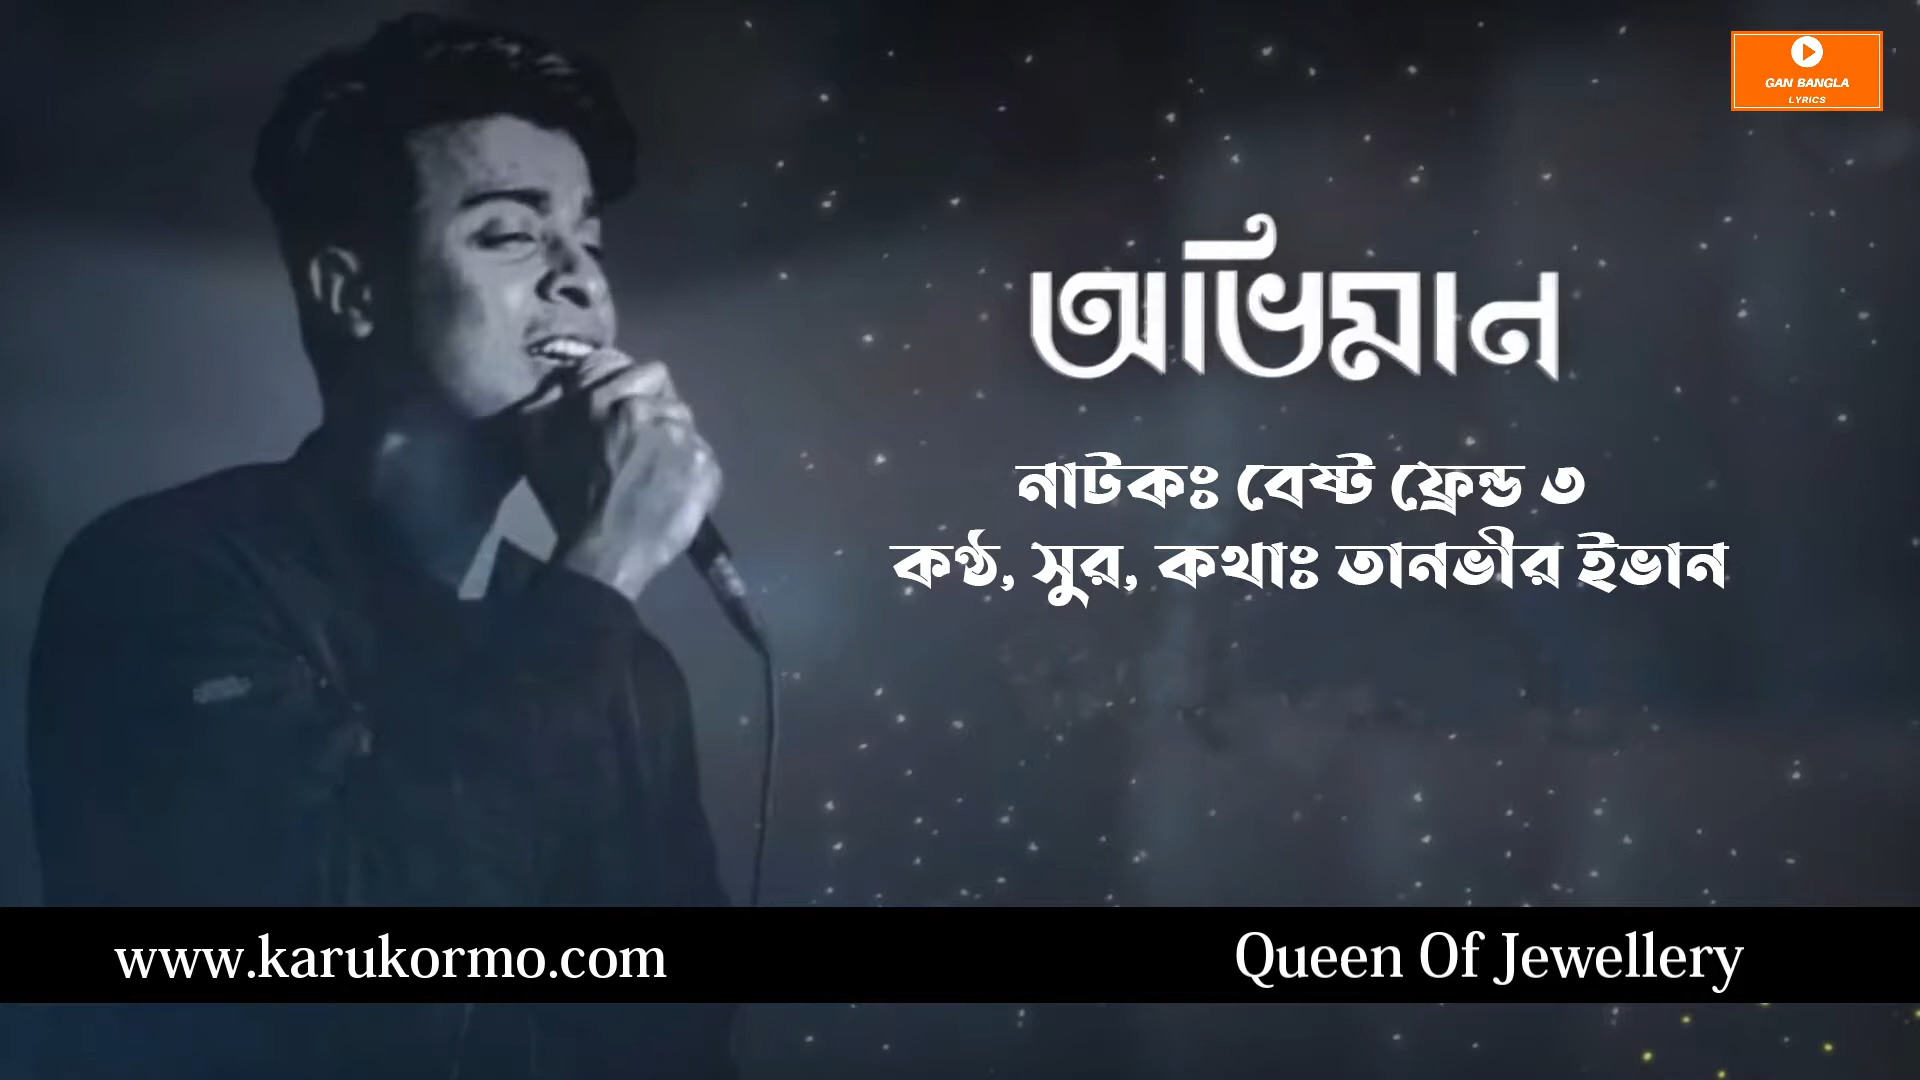 GAN BANGLA
LYRICS
অভিমান
নাটকঃ বেষ্ট ফ্রেন্ড ৩
কণ্ঠ, সুর, কথাঃ তানভীর ইভান
www.karukormo.com
Queen Of Jewellery